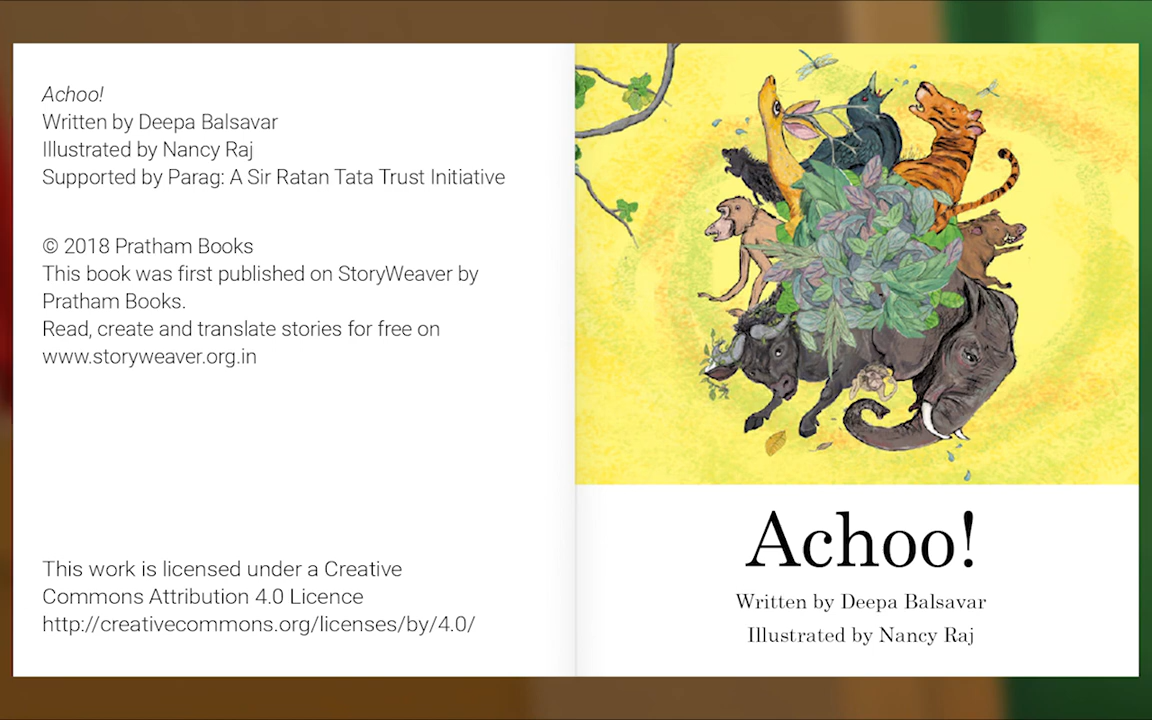 Achoo!
Written by Deepa Balsavar
Illustrated by Nancy Raj
Supported by Parag: A Sir Ratan Tata Trust Initiative
© 2018 Pratham Books
This book was first published on StoryWeaver by
Pratham Books.
Read, create and translate stories for free on
www.storyweaver.org.in
This work is licensed under a Creative
Commons Attribution 4.0 Licence
http://creativecommons.org/licenses/by/4.0/
Achoo!
Written by Deepa Balsavar
Illustrated by Nancy Raj